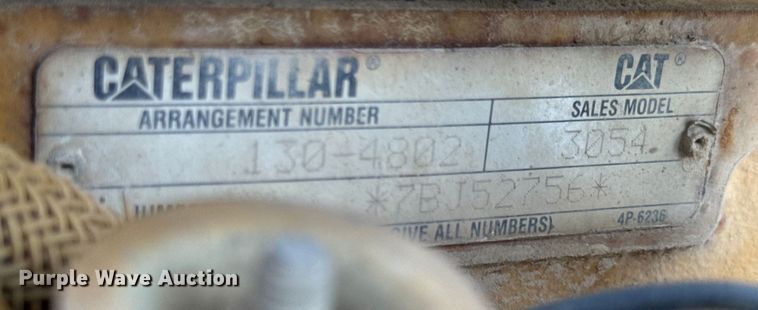 CATERPILLAR® CAT®
ARRANGEMENT NUMBER SALES MODEL
130-4802 3054
*7BJ52756*
GIVE ALL NUMBERS) 4P-6236
Purple Wave Auction